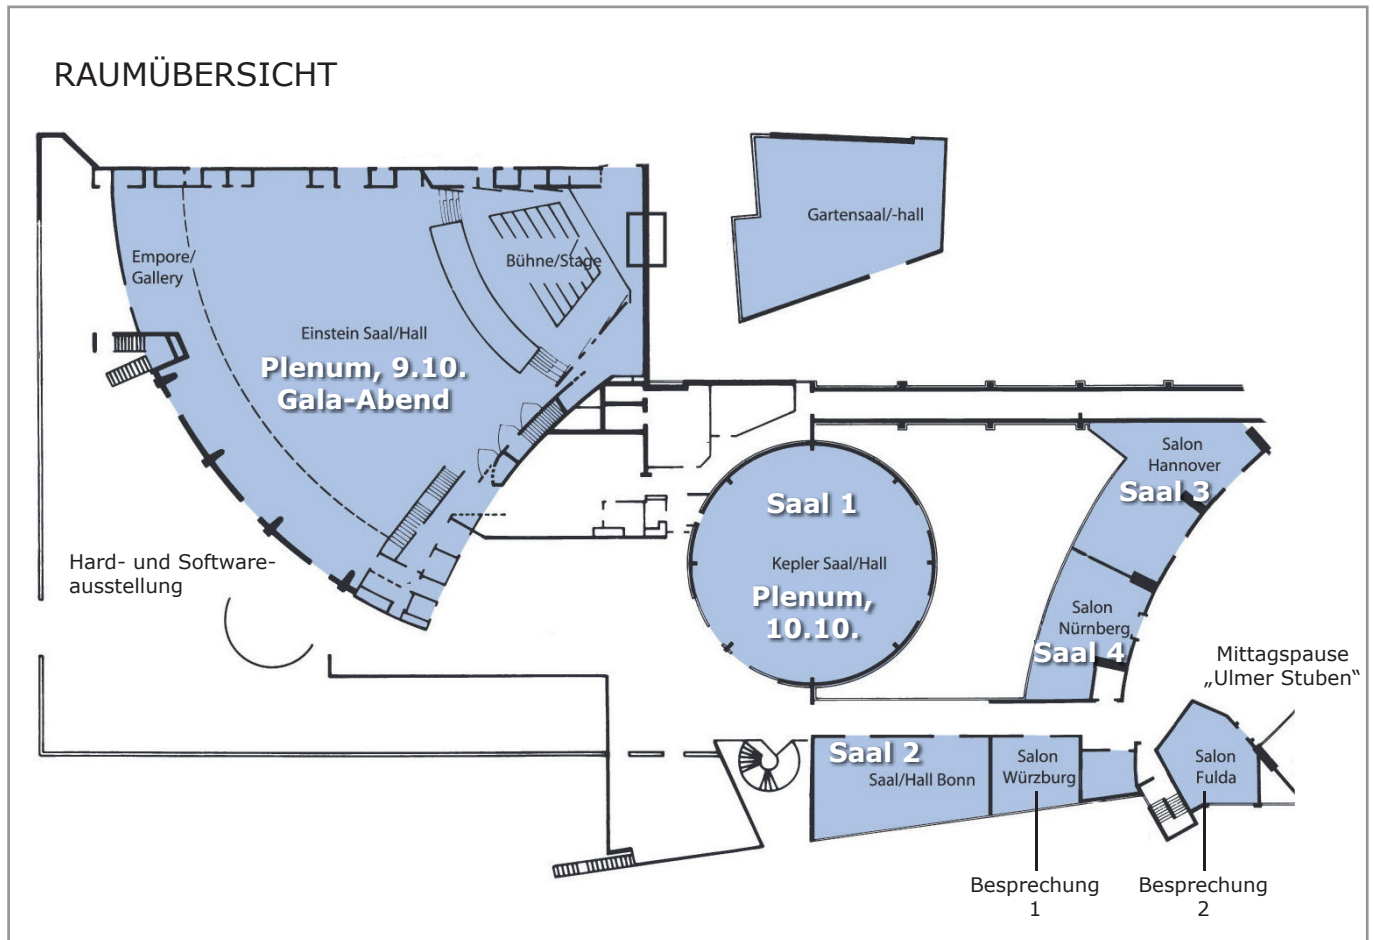 RAUMÜBERSICHT
Gartensaal/-hall
Empore/
Gallery
Bühne/Stage
Einstein Saal/Hall
Plenum, 9.10.
Gala-Abend
Hard- und Software-
ausstellung
Saal 1
Kepler Saal/Hall
Plenum,
10.10.
Salon
Hannover
Saal 3
Salon
Nürnberg
Saal 4
Mittagspause
„Ulmer Stuben“
Saal 2
Saal/Hall Bonn
Salon
Würzburg
Salon
Fulda
Besprechung
1
Besprechung
2